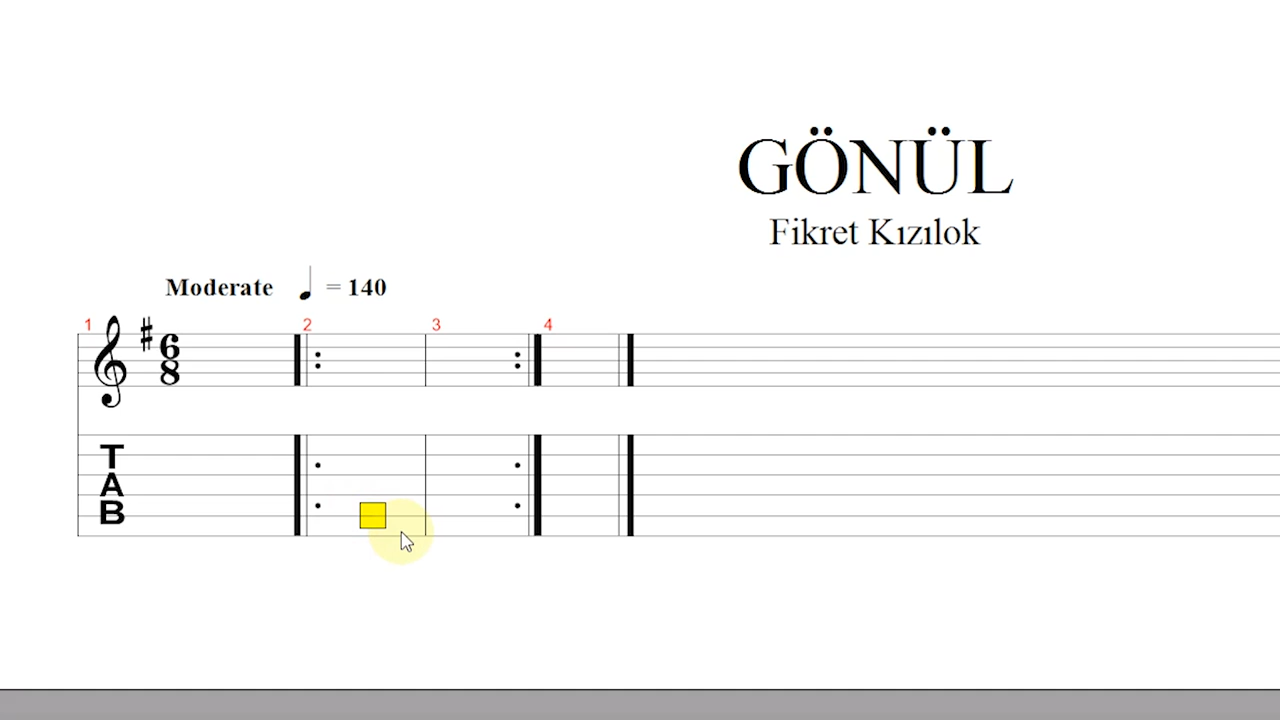 GÖNÜL
Fikret Kızılok
Moderate = 140
1 2 3 4
6
8
T
A
B